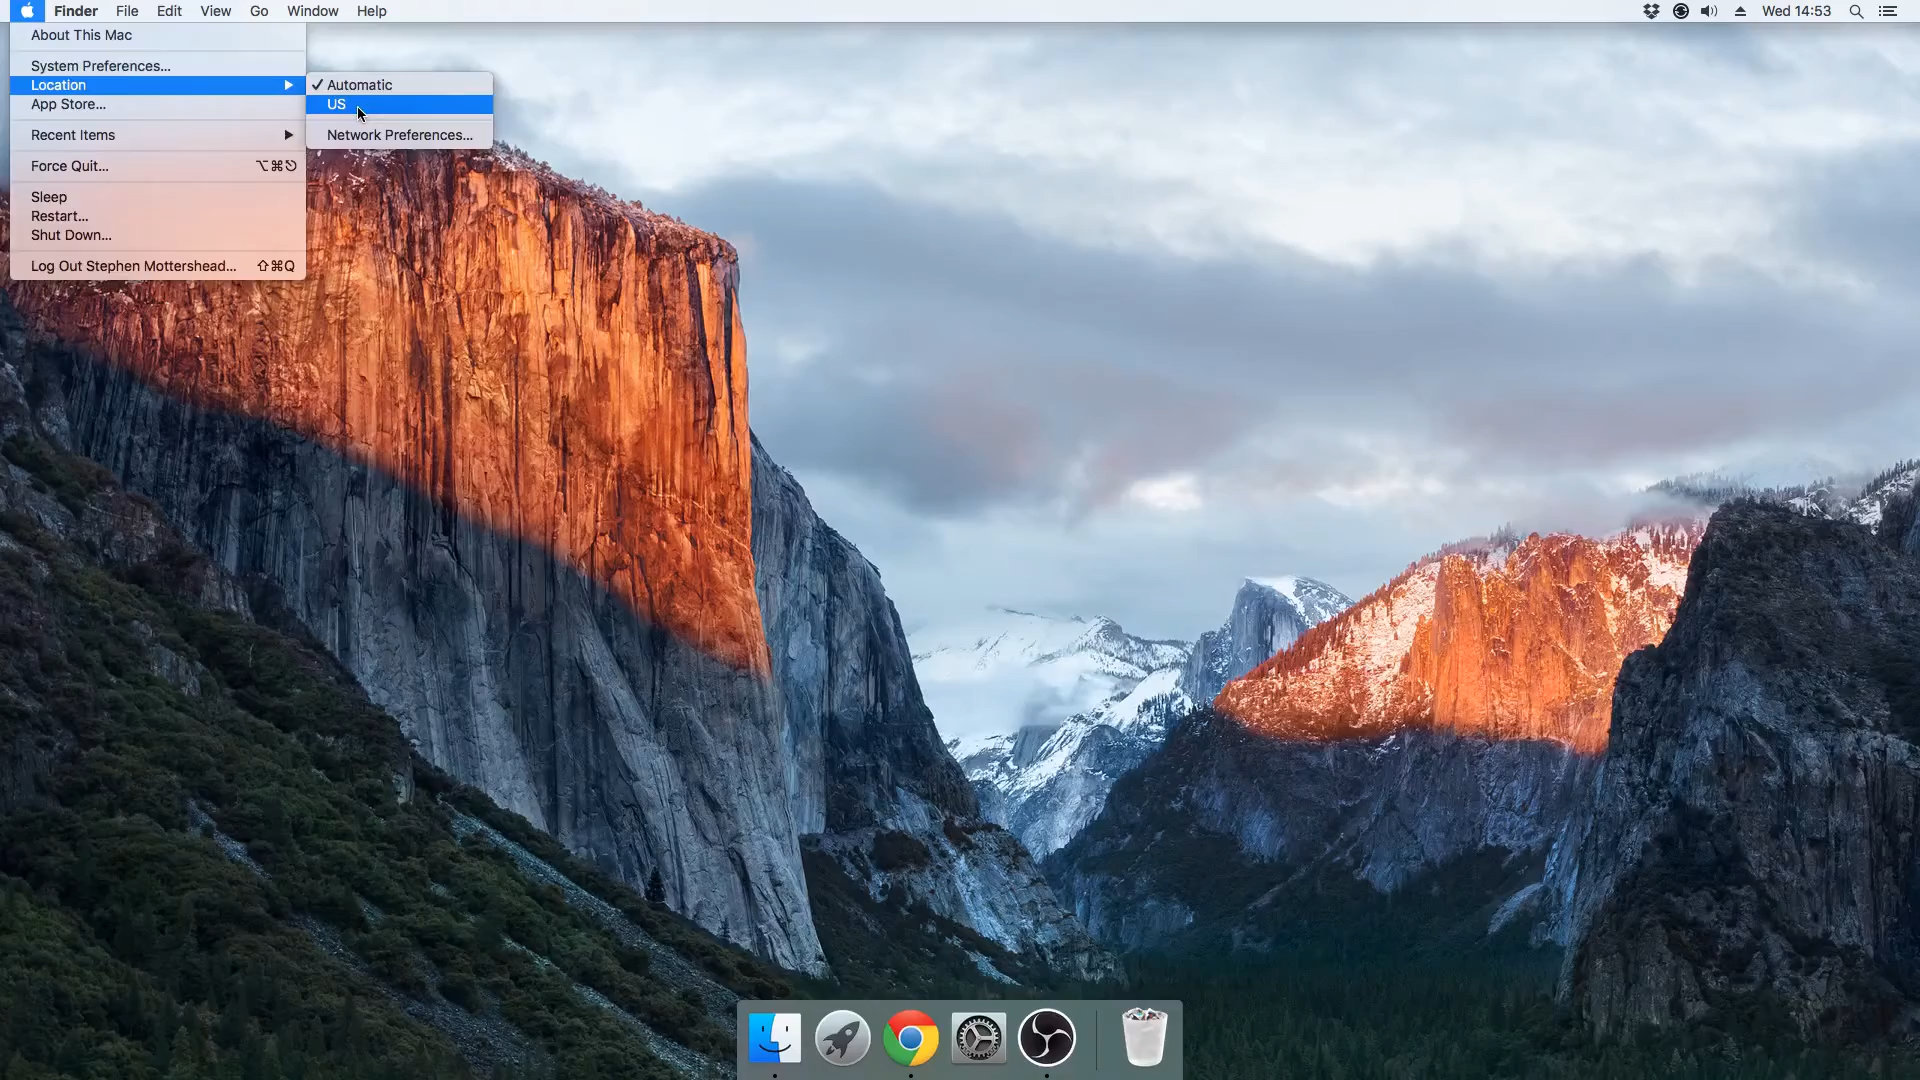 Finder File Edit View Go Window Help Wed 14:53
About This Mac
System Preferences...
Location ▶
✓ Automatic
App Store...
US
Recent Items ▶
Network Preferences...
Force Quit... ⌥⌘⎋
Sleep
Restart...
Shut Down...
Log Out Stephen Mottershead... ⇧⌘Q